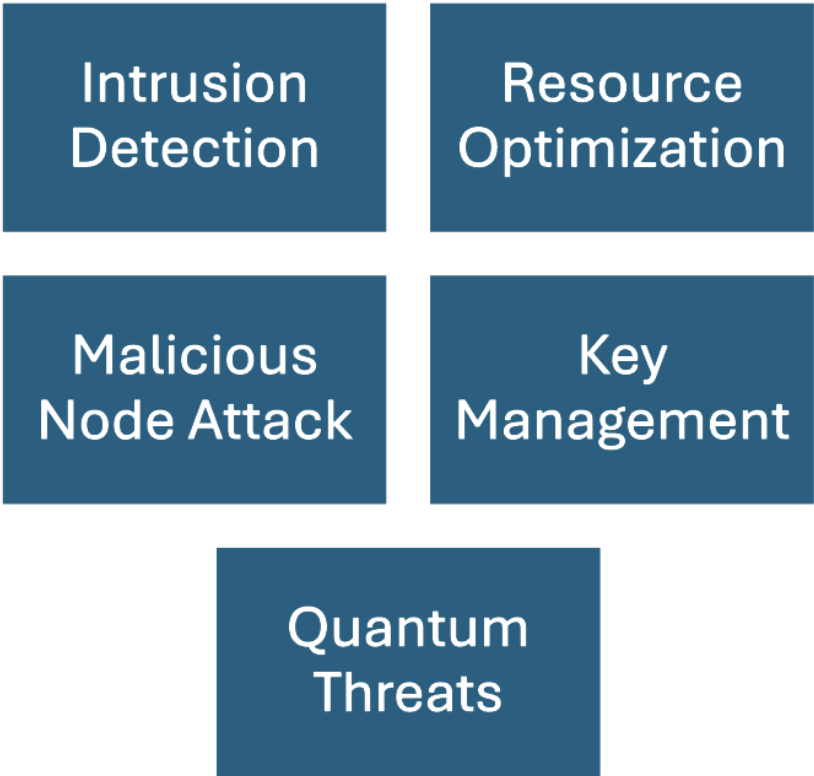 Intrusion
Detection
Resource
Optimization
Malicious
Node Attack
Key
Management
Quantum
Threats